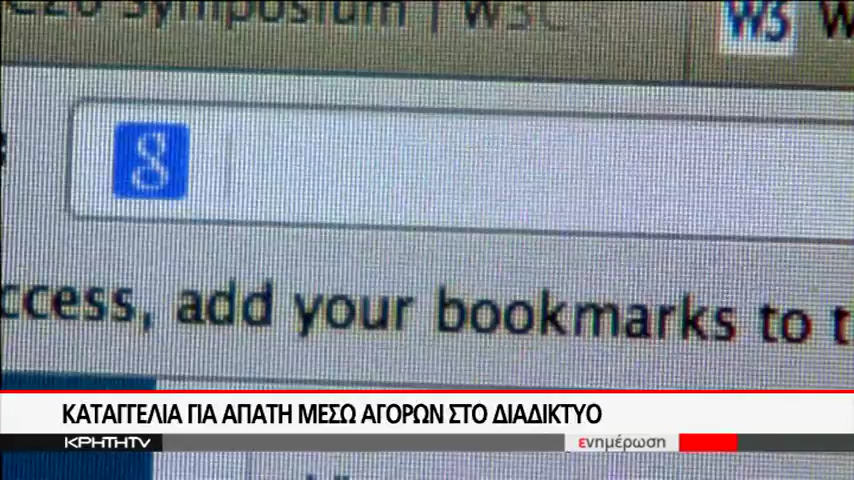 Symposium | W3C
W3 W
g
ccess, add your bookmarks to t
ΚΑΤΑΓΓΕΛΙΑ ΓΙΑ ΑΠΑΤΗ ΜΕΣΩ ΑΓΟΡΩΝ ΣΤΟ ΔΙΑΔΙΚΤΥΟ
ΚΡΗΤΗTV ενημέρωση